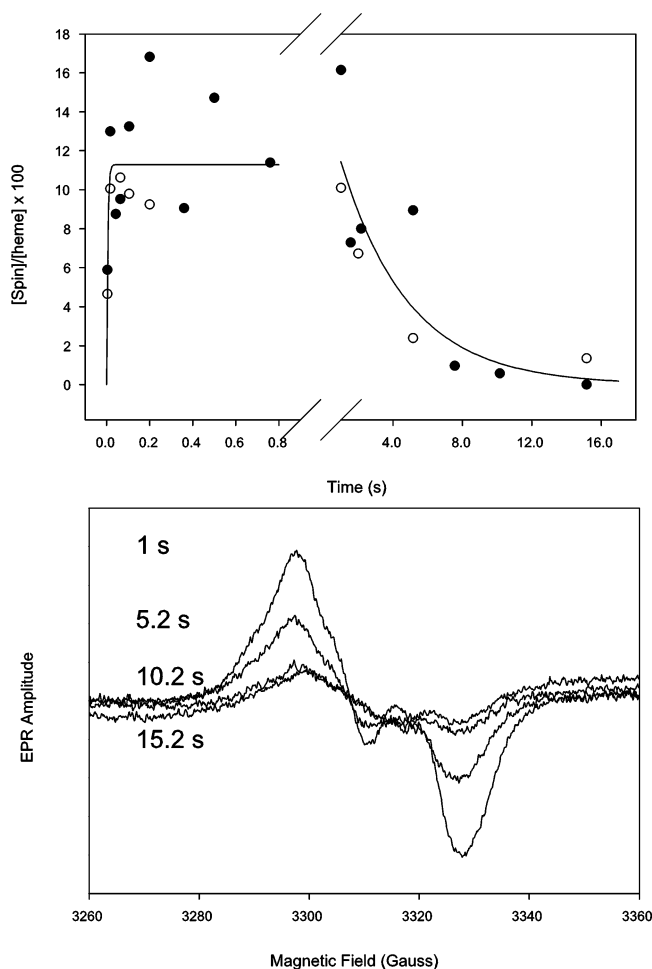 18
16
14
12
10
8
6
4
2
0
[Spin]/[heme] x 100
0.0 0.2 0.4 0.6 0.8 4.0 8.0 12.0 16.0
Time (s)
1 s
5.2 s
10.2 s
15.2 s
EPR Amplitude
3260 3280 3300 3320 3340 3360
Magnetic Field (Gauss)